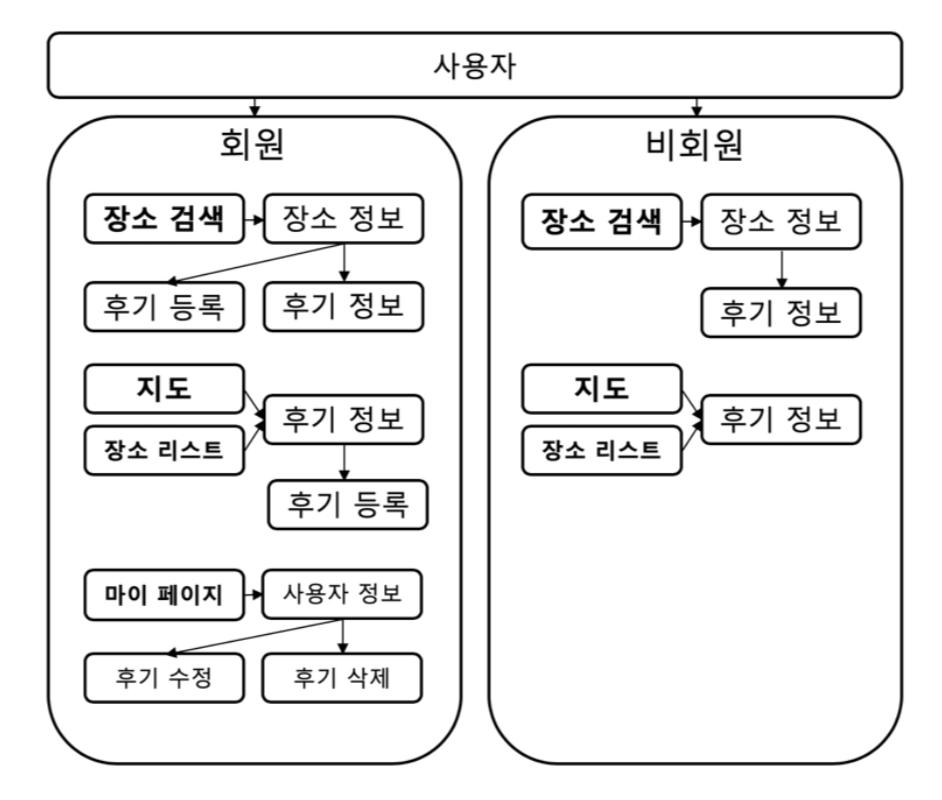 사용자
회원
장소 검색
장소 정보
후기 등록
후기 정보
지도
장소 리스트
후기 정보
후기 등록
마이 페이지
사용자 정보
후기 수정
후기 삭제
비회원
장소 검색
장소 정보
후기 정보
지도
장소 리스트
후기 정보